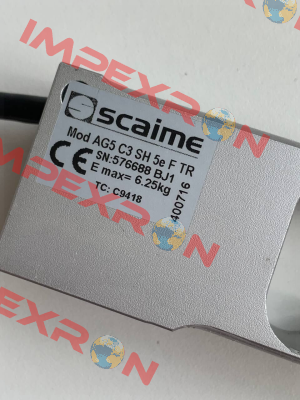 IMPEXRON
scaime
Mod AG5 C3 SH 5e F TR
SN:5766B8 BJ1
CE E max= 6.25kg
TC: C9418
400716
IMPEXRON
IMPEXRON